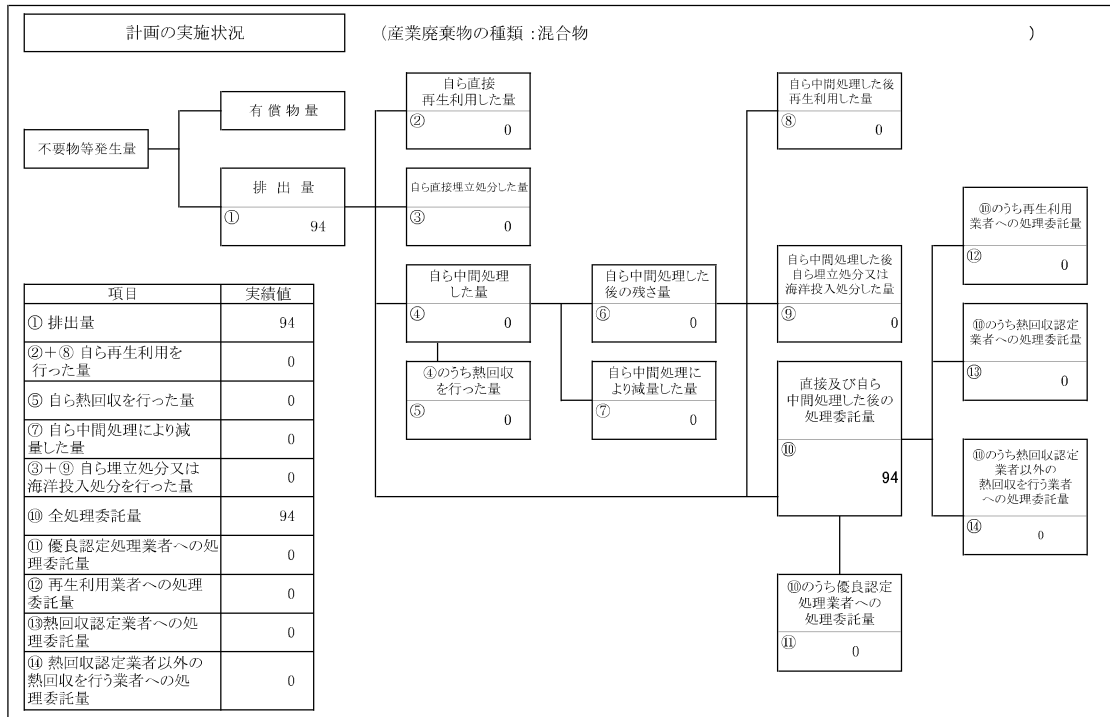 計画の実施状況
（産業廃棄物の種類：混合物 ）
不要物等発生量
有償物量
排出量
① 94
自ら直接
再生利用した量
② 0
自ら直接埋立処分した量
③ 0
自ら中間処理
した量
④ 0
④のうち熱回収
を行った量
⑤ 0
自ら中間処理した
後の残さ量
⑥ 0
自ら中間処理に
より減量した量
⑦ 0
自ら中間処理した後
再生利用した量
⑧ 0
自ら中間処理した後
自ら埋立処分又は
海洋投入処分した量
⑨ 0
直接及び自ら
中間処理した後の
処理委託量
⑩
94
⑩のうち優良認定
処理業者への
処理委託量
⑪ 0
⑩のうち再生利用
業者への処理委託量
⑫ 0
⑩のうち熱回収認定
業者への処理委託量
⑬ 0
⑩のうち熱回収認定
業者以外の
熱回収を行う業者
への処理委託量
⑭ 0
項目 実績値
① 排出量 94
②＋⑧ 自ら再生利用を
行った量 0
⑤ 自ら熱回収を行った量 0
⑦ 自ら中間処理により減
量した量 0
③＋⑨ 自ら埋立処分又は
海洋投入処分を行った量 0
⑩ 全処理委託量 94
⑪ 優良認定処理業者への処
理委託量 0
⑫ 再生利用業者への処理
委託量 0
⑬熱回収認定業者への処
理委託量 0
⑭ 熱回収認定業者以外の
熱回収を行う業者への処
理委託量 0